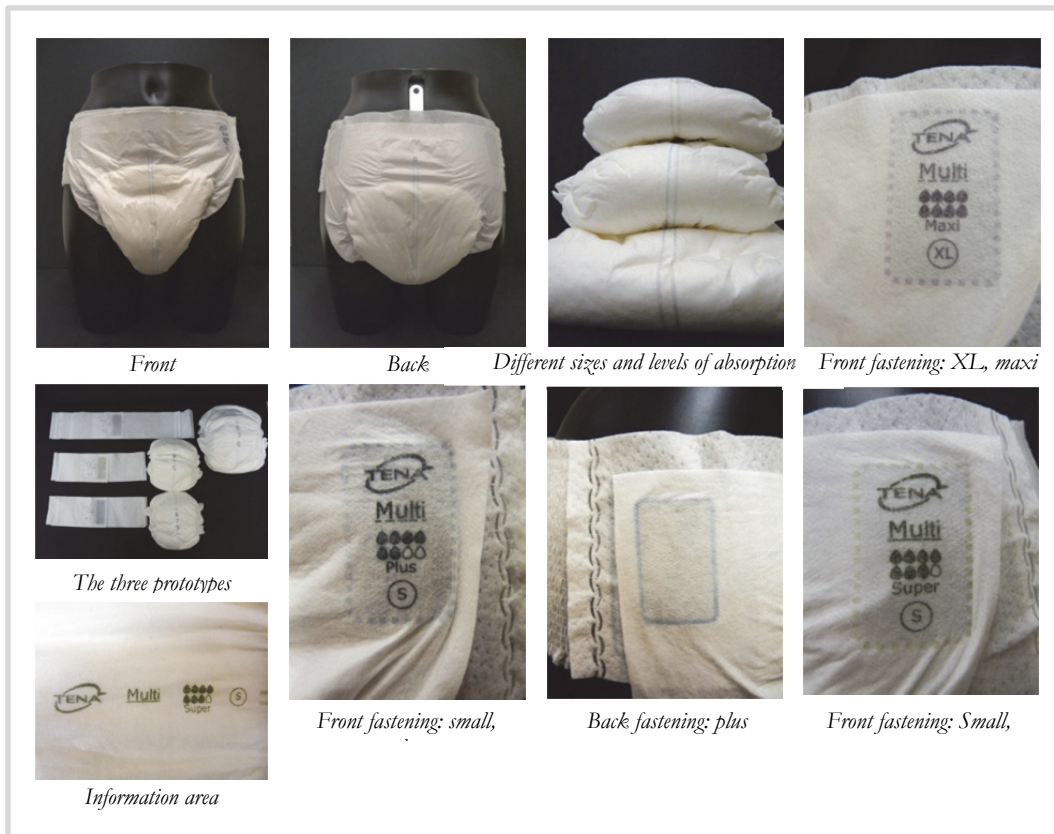 TENA
Multi
Maxi
XL
Front
Back
Different sizes and levels of absorption
Front fastening: XL, maxi
TENA
Multi
Plus
S
TENA
Multi
Super
S
The three prototypes
TENA Multi Super S
Front fastening: small,
Back fastening: plus
Front fastening: Small,
Information area